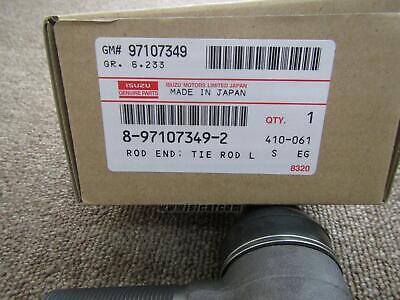 GM# 97107349
GR. 6.233
ISUZU
GENUINE PARTS
ISUZU MOTORS LIMITED JAPAN
MADE IN JAPAN
QTY. 1
8-97107349-2
410-061
ROD END; TIE ROD L
S EG
8320